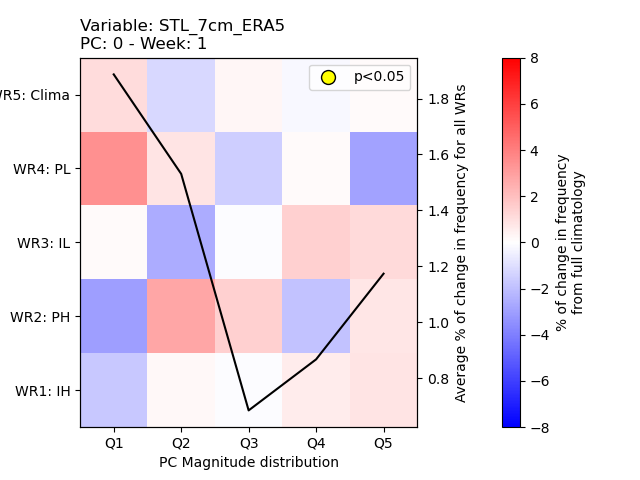 Variable: STL_7cm_ERA5
PC: 0 - Week: 1
p<0.05
WR5: Clima
WR4: PL
WR3: IL
WR2: PH
WR1: IH
Q1 Q2 Q3 Q4 Q5
PC Magnitude distribution
1.8
1.6
1.4
1.2
1.0
0.8
Average % of change in frequency for all WRs
8
6
4
2
0
−2
−4
−6
−8
% of change in frequency
from full climatology